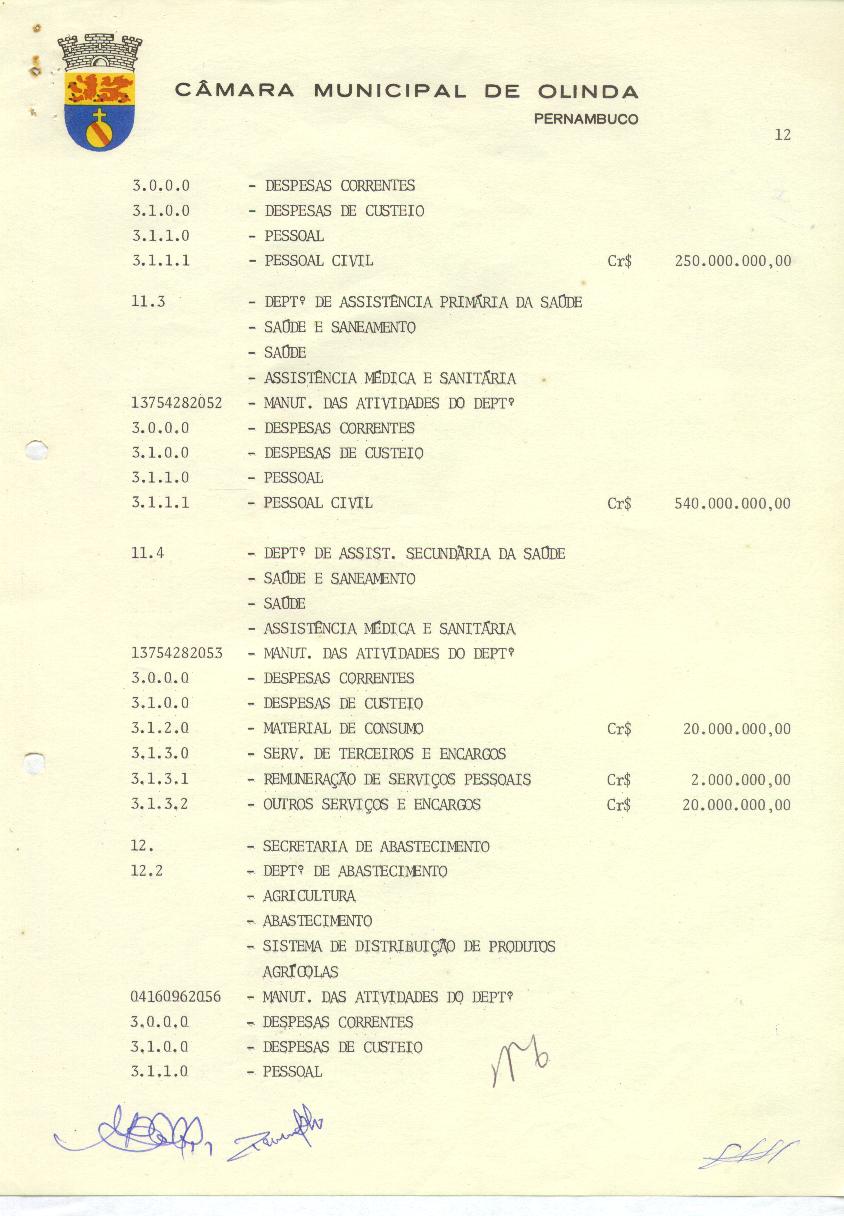 CÂMARA MUNICIPAL DE OLINDA
PERNAMBUCO
12
3.0.0.0 - DESPESAS CORRENTES
3.1.0.0 - DESPESAS DE CUSTEIO
3.1.1.0 - PESSOAL
3.1.1.1 - PESSOAL CIVIL Cr$ 250.000.000,00
11.3 - DEPTº DE ASSISTÊNCIA PRIMÁRIA DA SAÚDE
- SAÚDE E SANEAMENTO
- SAÚDE
- ASSISTÊNCIA MÉDICA E SANITÁRIA
13754282052 - MANUT. DAS ATIVIDADES DO DEPTº
3.0.0.0 - DESPESAS CORRENTES
3.1.0.0 - DESPESAS DE CUSTEIO
3.1.1.0 - PESSOAL
3.1.1.1 - PESSOAL CIVIL Cr$ 540.000.000,00
11.4 - DEPTº DE ASSIST. SECUNDÁRIA DA SAÚDE
- SAÚDE E SANEAMENTO
- SAÚDE
- ASSISTÊNCIA MÉDICA E SANITÁRIA
13754282053 - MANUT. DAS ATIVIDADES DO DEPTº
3.0.0.0 - DESPESAS CORRENTES
3.1.0.0 - DESPESAS DE CUSTEIO
3.1.2.0 - MATERIAL DE CONSUMO Cr$ 20.000.000,00
3.1.3.0 - SERV. DE TERCEIROS E ENCARGOS
3.1.3.1 - REMUNERAÇÃO DE SERVIÇOS PESSOAIS Cr$ 2.000.000,00
3.1.3.2 - OUTROS SERVIÇOS E ENCARGOS Cr$ 20.000.000,00
12. - SECRETARIA DE ABASTECIMENTO
12.2 - DEPTº DE ABASTECIMENTO
- AGRICULTURA
- ABASTECIMENTO
- SISTEMA DE DISTRIBUIÇÃO DE PRODUTOS
AGRÍCOLAS
04160962056 - MANUT. DAS ATIVIDADES DO DEPTº
3.0.0.0 - DESPESAS CORRENTES
3.1.0.0 - DESPESAS DE CUSTEIO
3.1.1.0 - PESSOAL